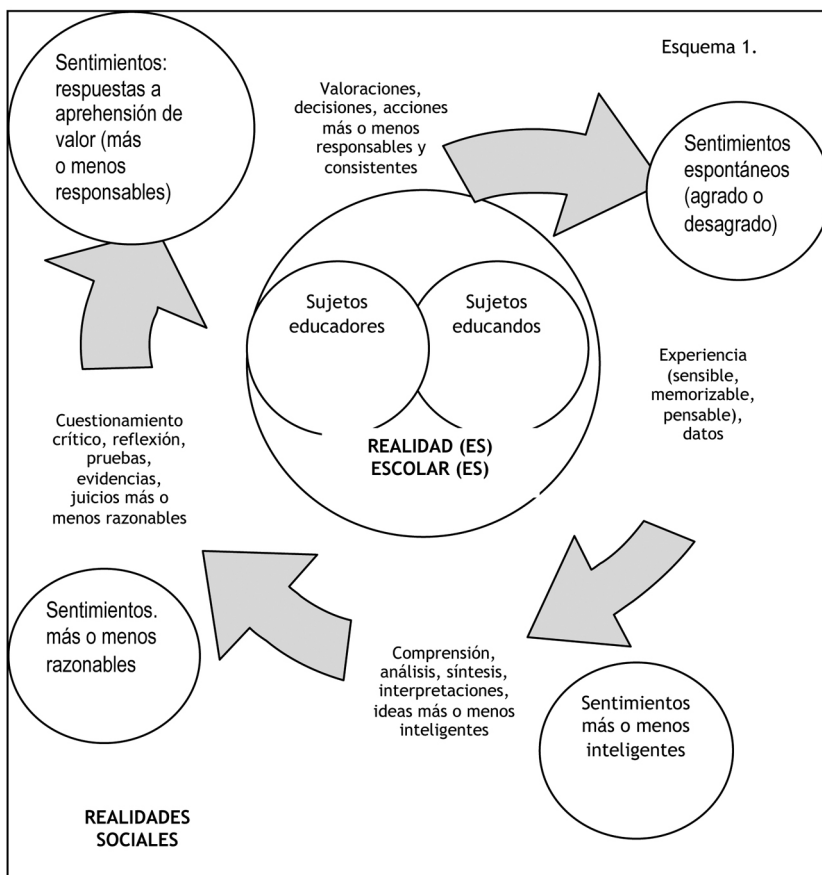 Esquema 1.
Sentimientos:
respuestas a
aprehensión de
valor (más
o menos
responsables)
Valoraciones,
decisiones, acciones
más o menos
responsables y
consistentes
Sentimientos
espontáneos
(agrado o
desagrado)
Sujetos
educadores
Sujetos
educandos
Experiencia
(sensible,
memorizable,
pensable),
datos
REALIDAD (ES)
ESCOLAR (ES)
Cuestionamiento
crítico, reflexión,
pruebas,
evidencias,
juicios más o
menos razonables
Sentimientos.
más o menos
razonables
Comprensión,
análisis, síntesis,
interpretaciones,
ideas más o menos
inteligentes
Sentimientos
más o menos
inteligentes
REALIDADES
SOCIALES